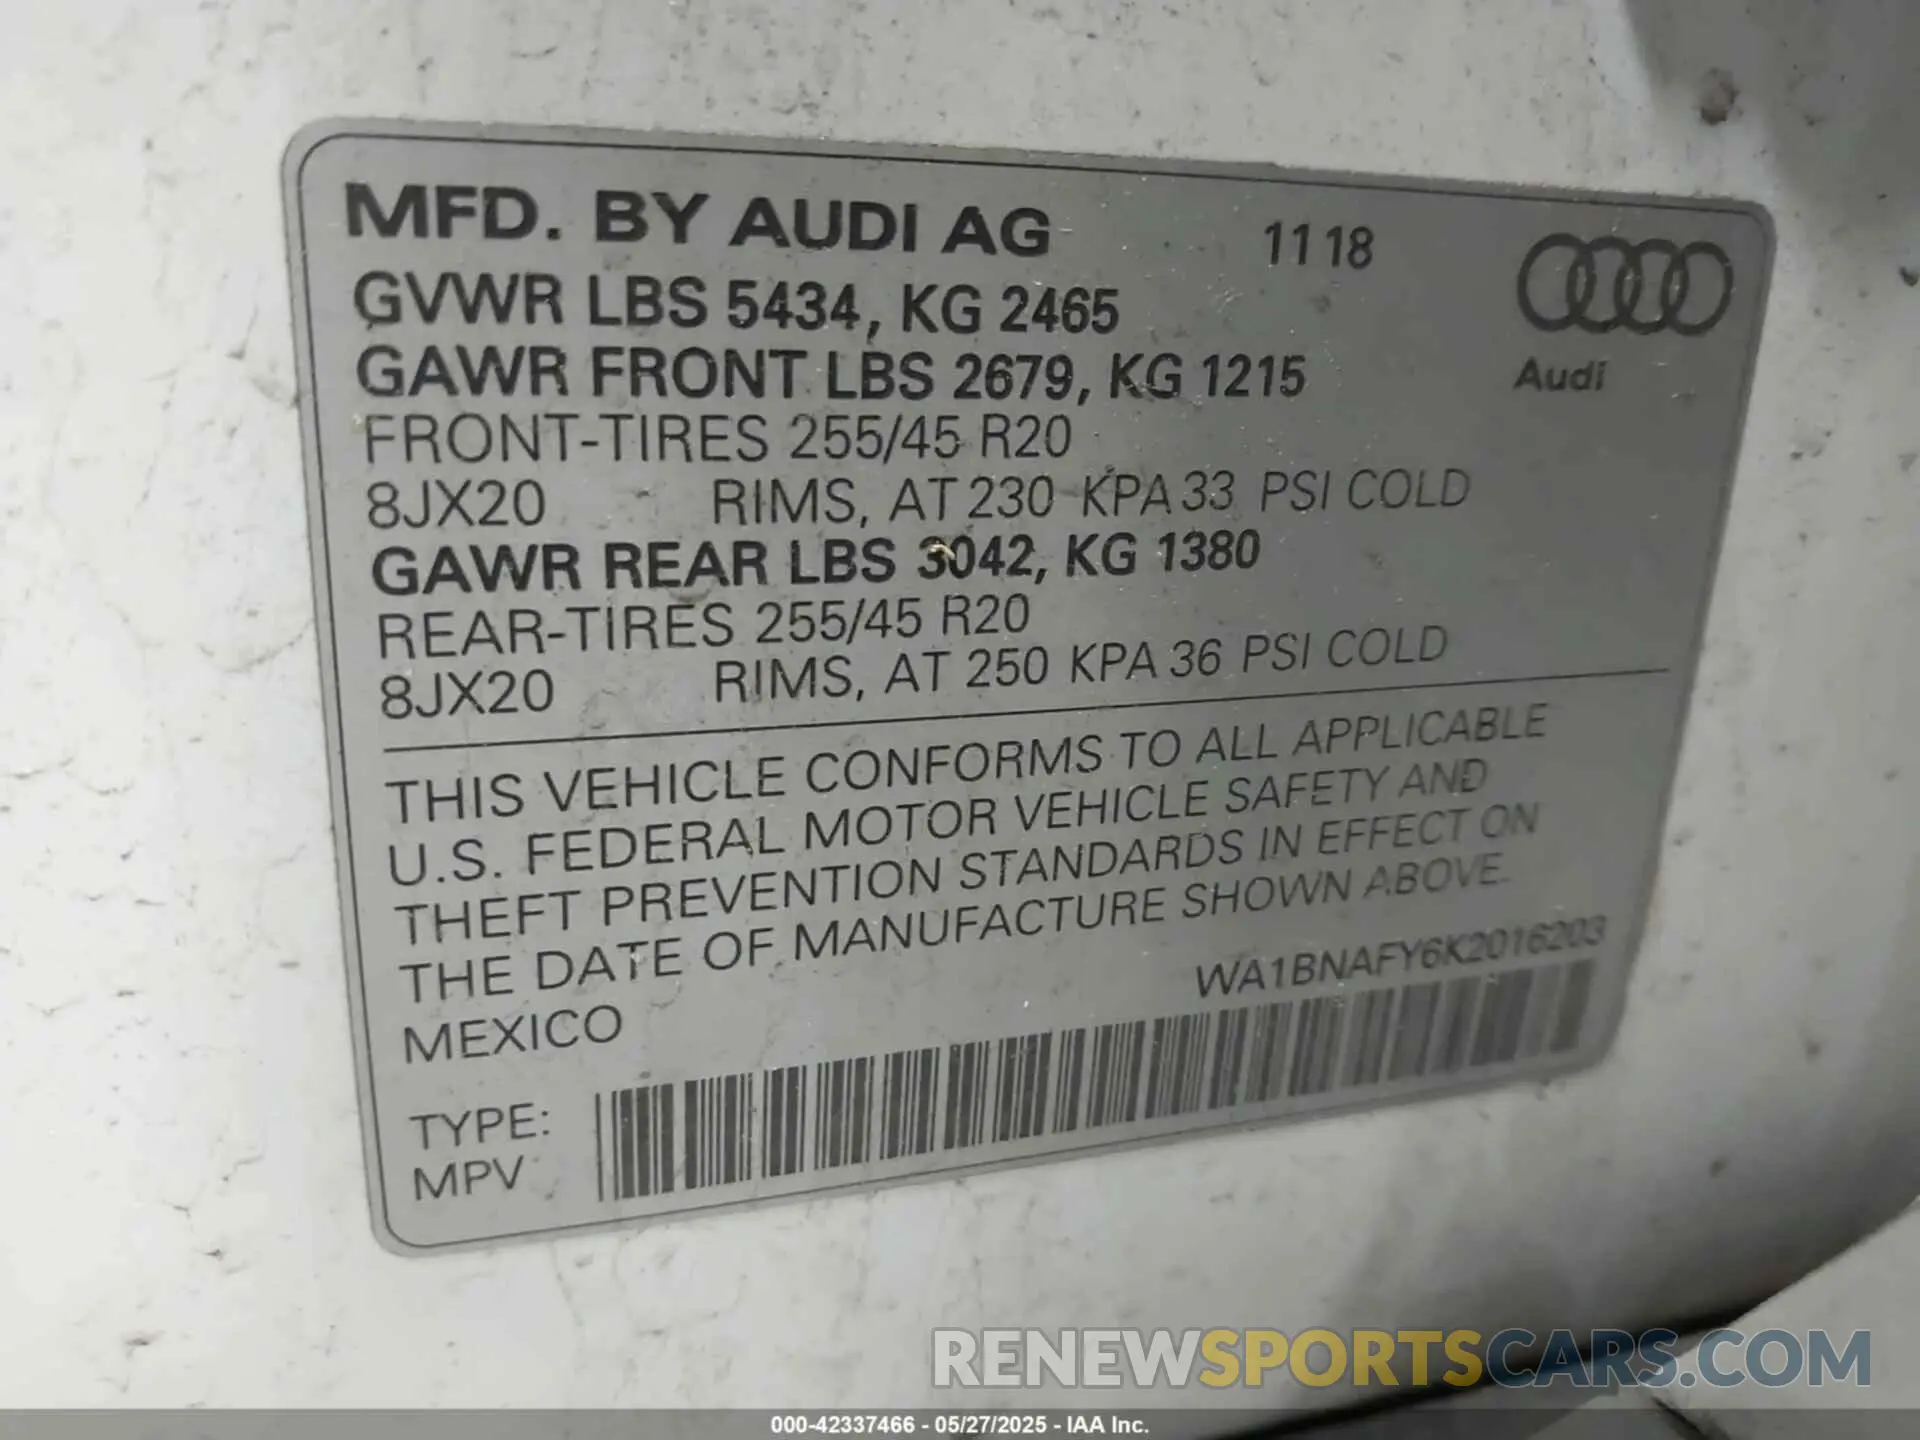 MFD. BY AUDI AG 11 18
GVWR LBS 5434, KG 2465
GAWR FRONT LBS 2679, KG 1215
Audi
FRONT-TIRES 255/45 R20
8JX20 RIMS, AT 230 KPA 33 PSI COLD
GAWR REAR LBS 3042, KG 1380
REAR-TIRES 255/45 R20
8JX20 RIMS, AT 250 KPA 36 PSI COLD
THIS VEHICLE CONFORMS TO ALL APPLICABLE
U.S. FEDERAL MOTOR VEHICLE SAFETY AND
THEFT PREVENTION STANDARDS IN EFFECT ON
THE DATE OF MANUFACTURE SHOWN ABOVE.
WA1BNAFY6K2016203
MEXICO
TYPE:
MPV
RENEWSPORTSCARS.COM
000-42337466 - 05/27/2025 - IAA Inc.